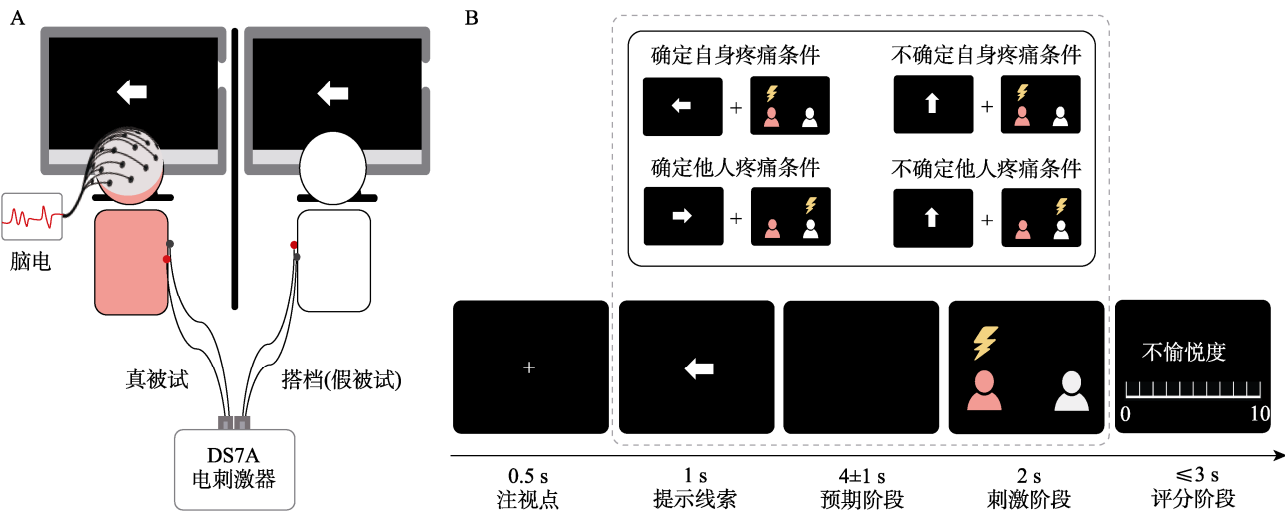 A
脑电
真被试
搭档(假被试)
DS7A
电刺激器
B
确定自身疼痛条件
不确定自身疼痛条件
+
+
确定他人疼痛条件
不确定他人疼痛条件
+
+
+
不愉悦度
0
10
0.5 s
注视点
1 s
提示线索
4±1 s
预期阶段
2 s
刺激阶段
≤3 s
评分阶段